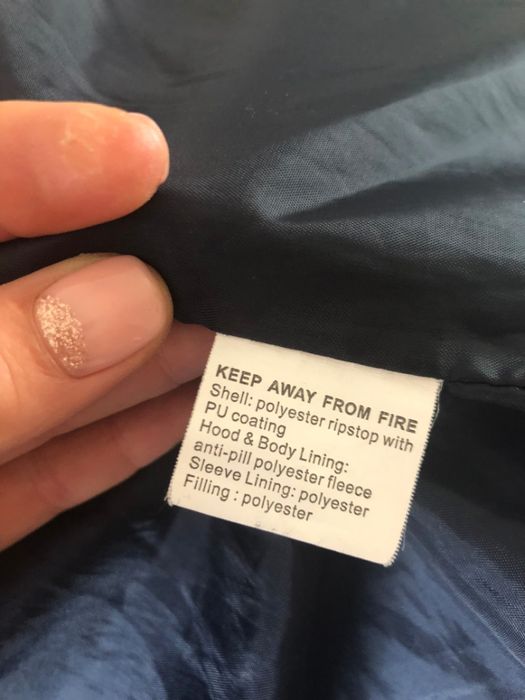 KEEP AWAY FROM FIRE
Shell: polyester ripstop with
PU coating
Hood & Body Lining:
anti-pill polyester fleece
Sleeve Lining: polyester
Filling : polyester